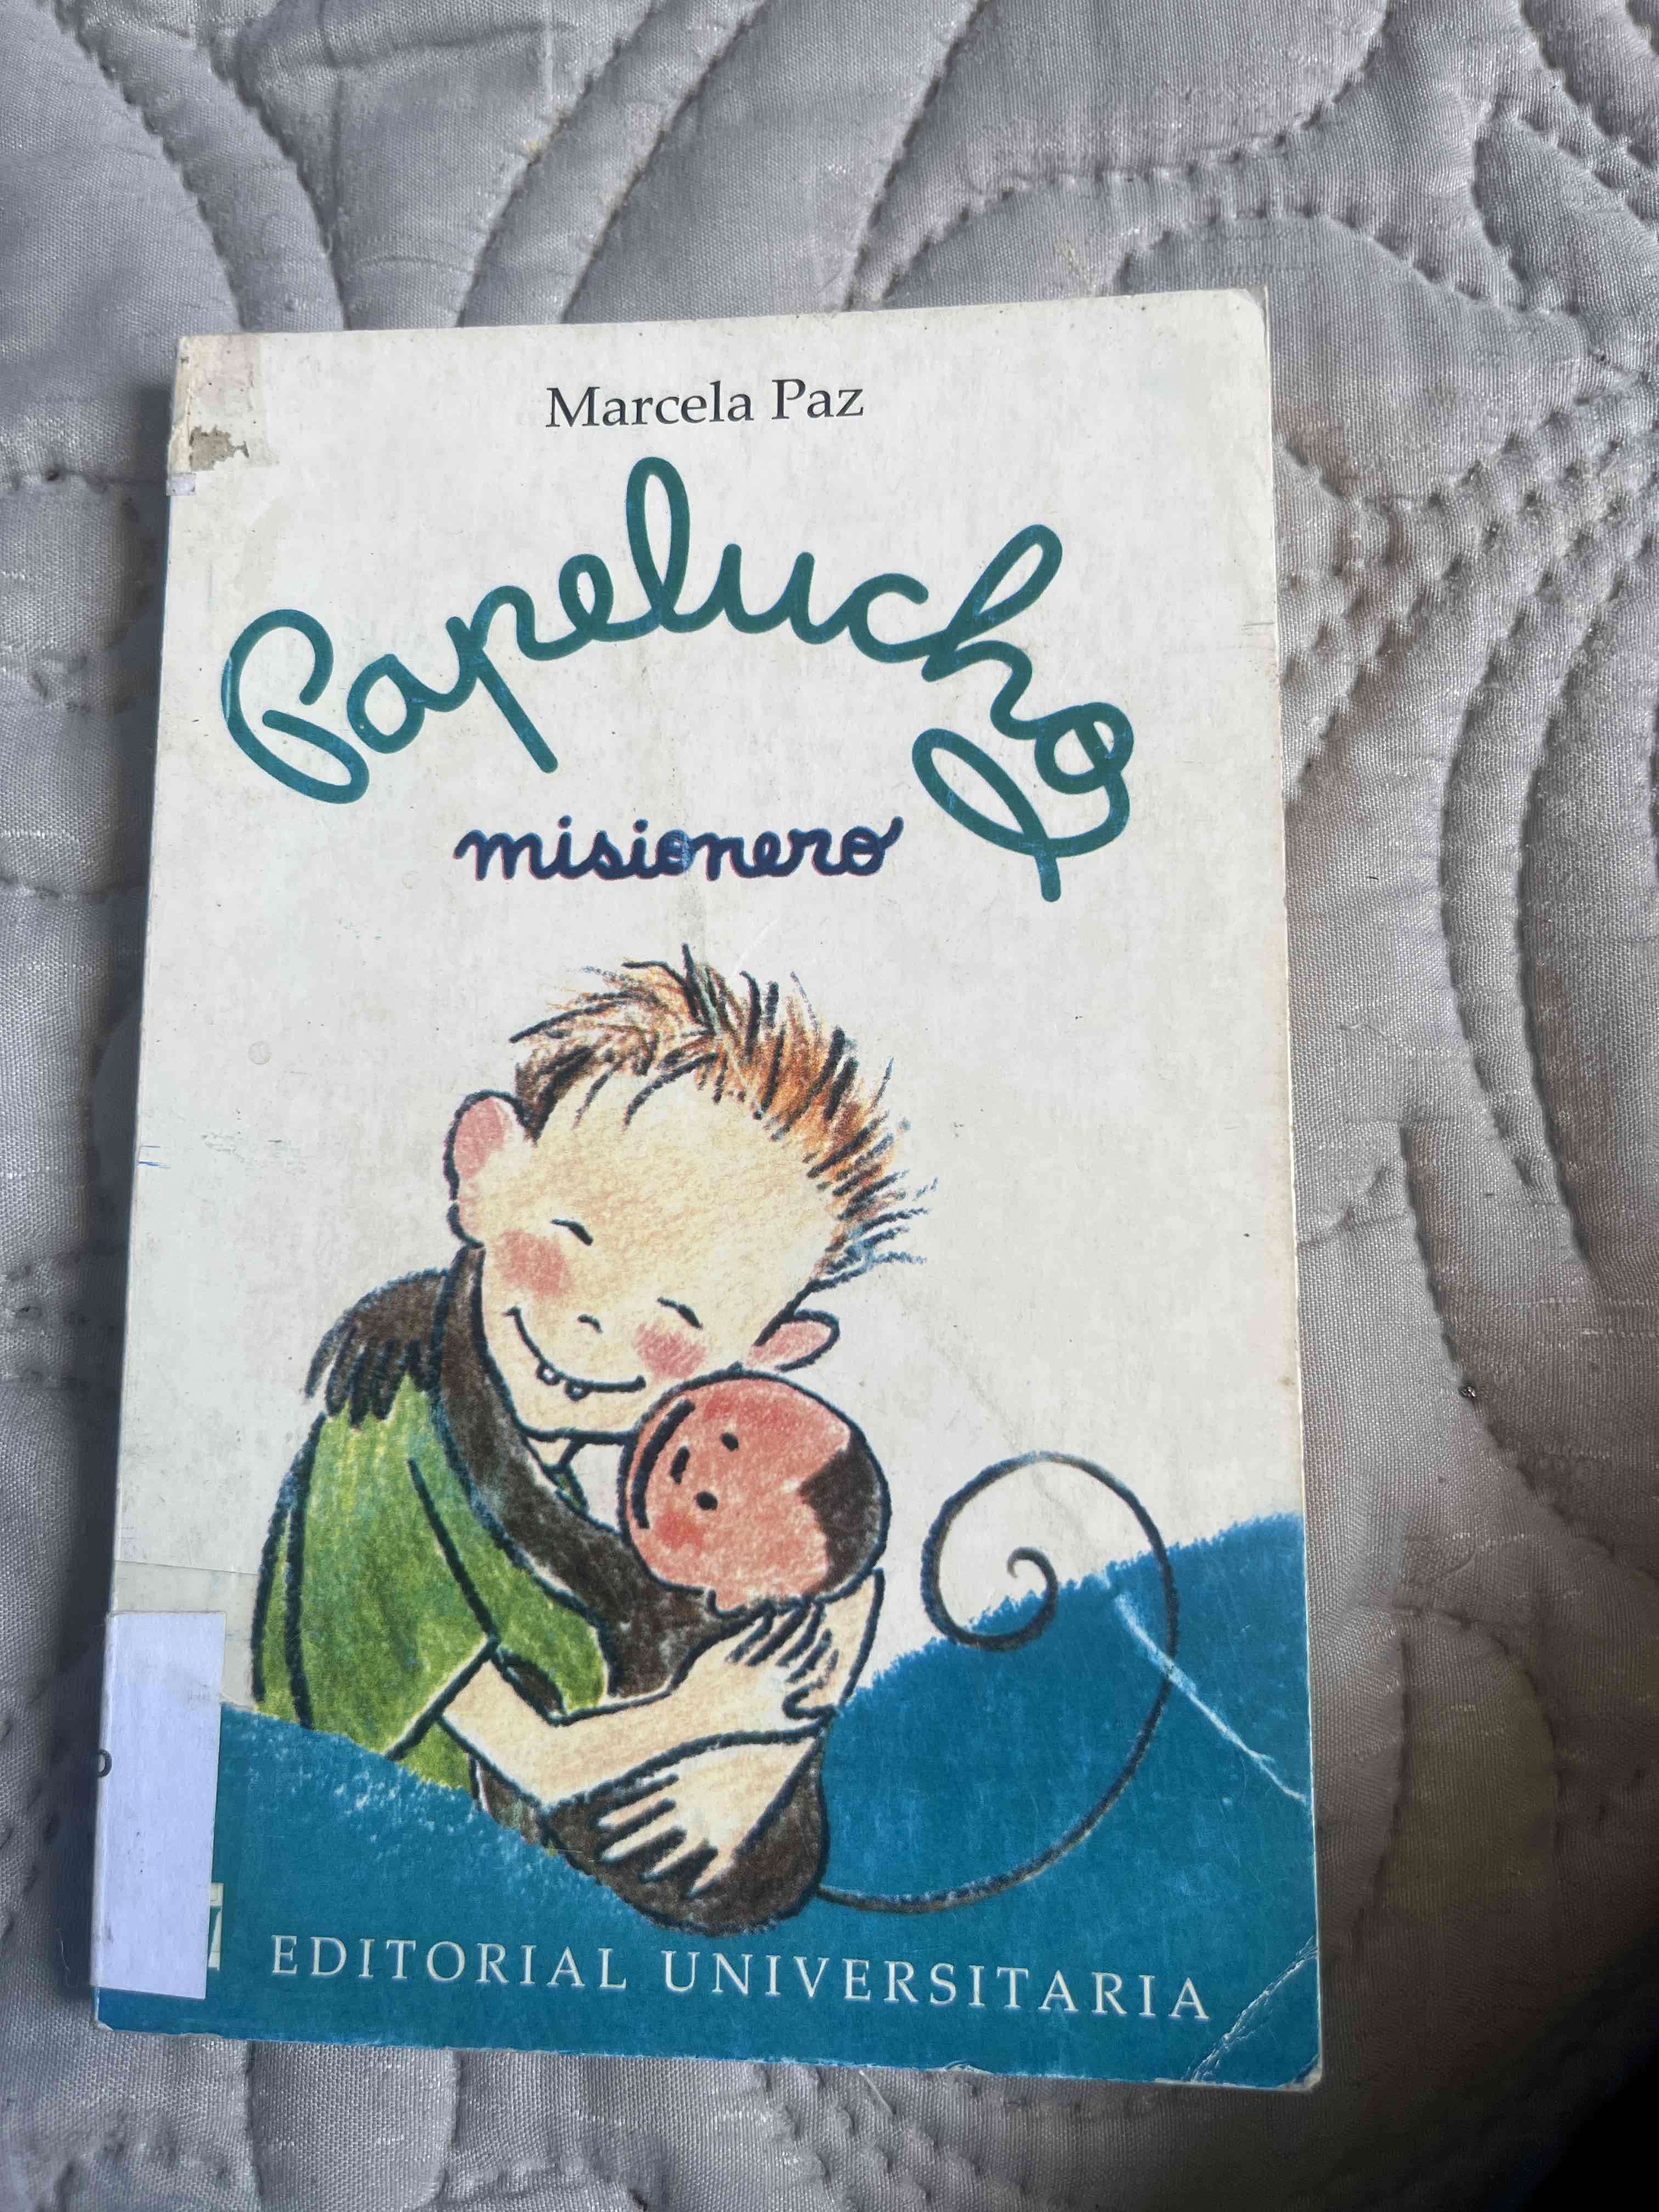 Marcela Paz
Papelucho
misionero
EDITORIAL UNIVERSITARIA